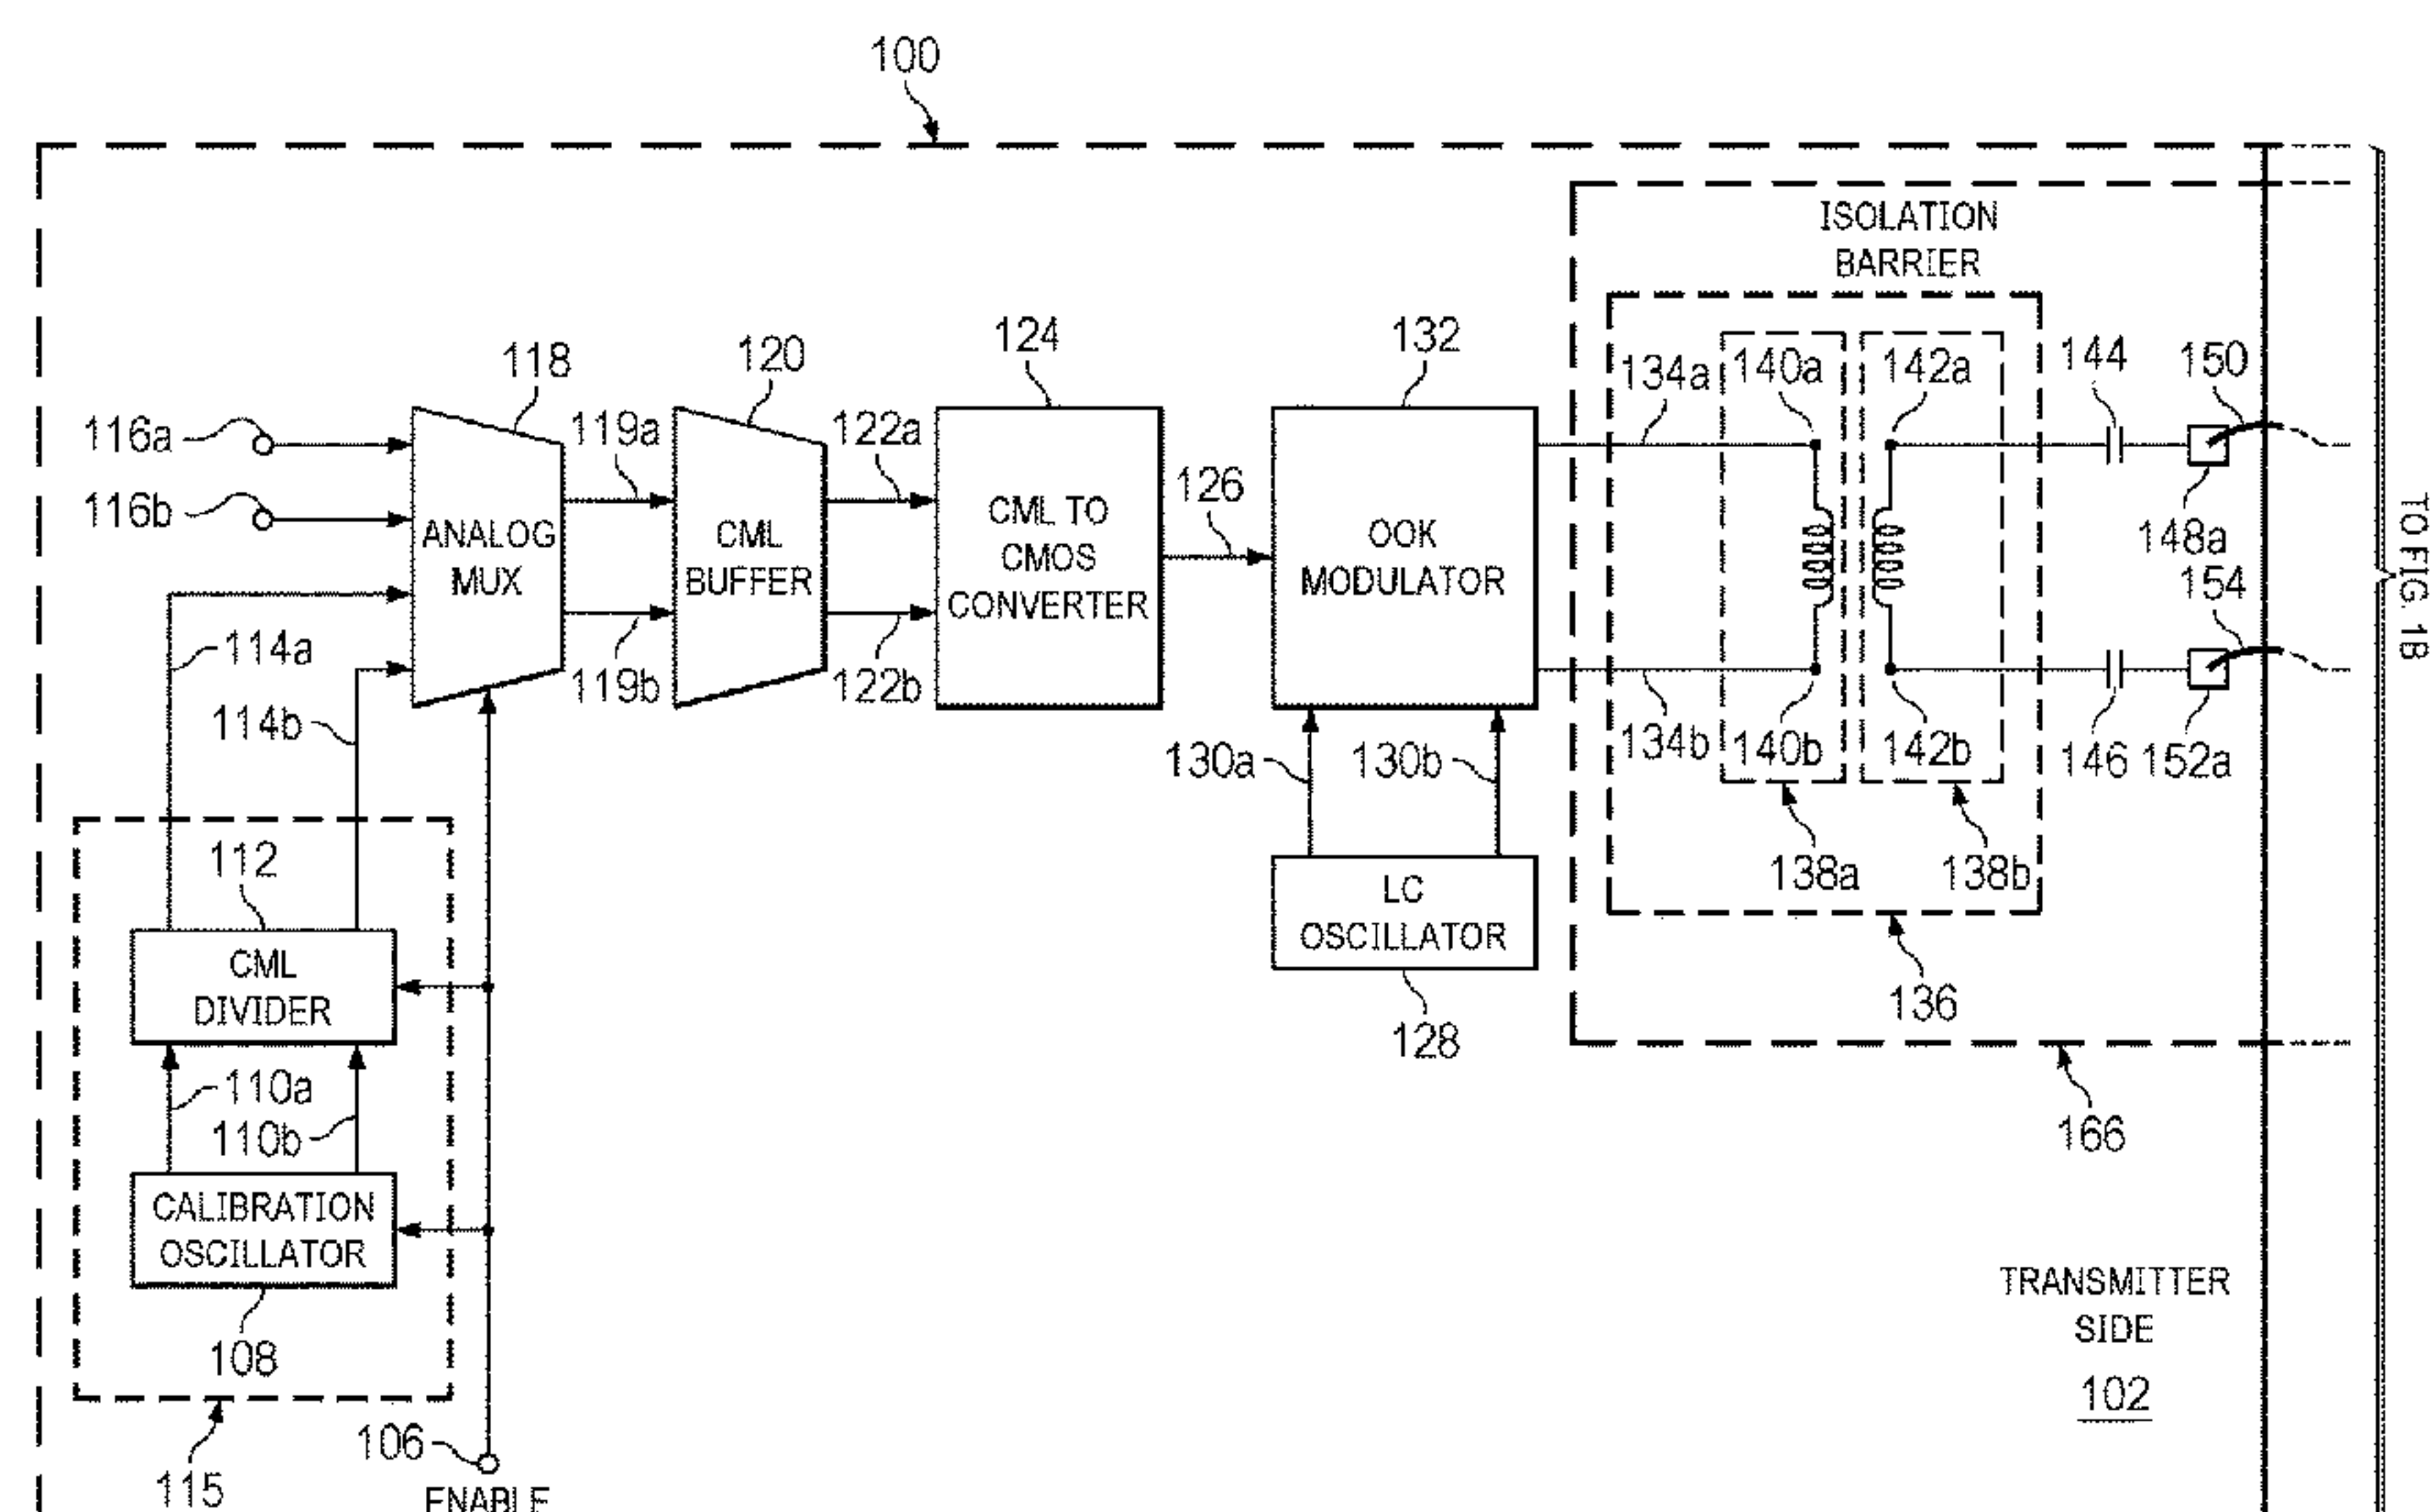 100
ISOLATION
BARRIER
118
120
124
132
134a
140a
142a
144
150
116a
119a
122a
126
116b
148a
ANALOG
MUX
CML
BUFFER
CML TO
CMOS
CONVERTER
OOK
MODULATOR
154
TO FIG. 1B
114a
119b
122b
114b
130a
130b
134b
140b
142b
146
152a
112
138a
138b
LC
OSCILLATOR
CML
DIVIDER
136
128
110a
110b
166
CALIBRATION
OSCILLATOR
TRANSMITTER
SIDE
102
108
106
115
ENABLE